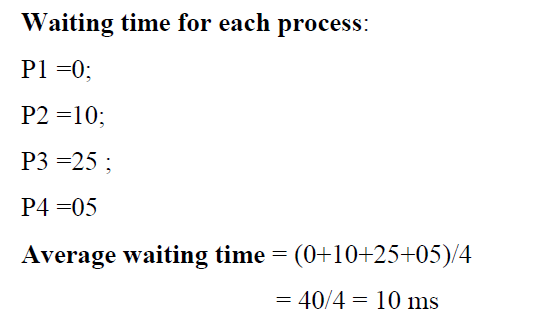 Waiting time for each process:
P1 =0;
P2 =10;
P3 =25 ;
P4 =05
Average waiting time = (0+10+25+05)/4
= 40/4 = 10 ms